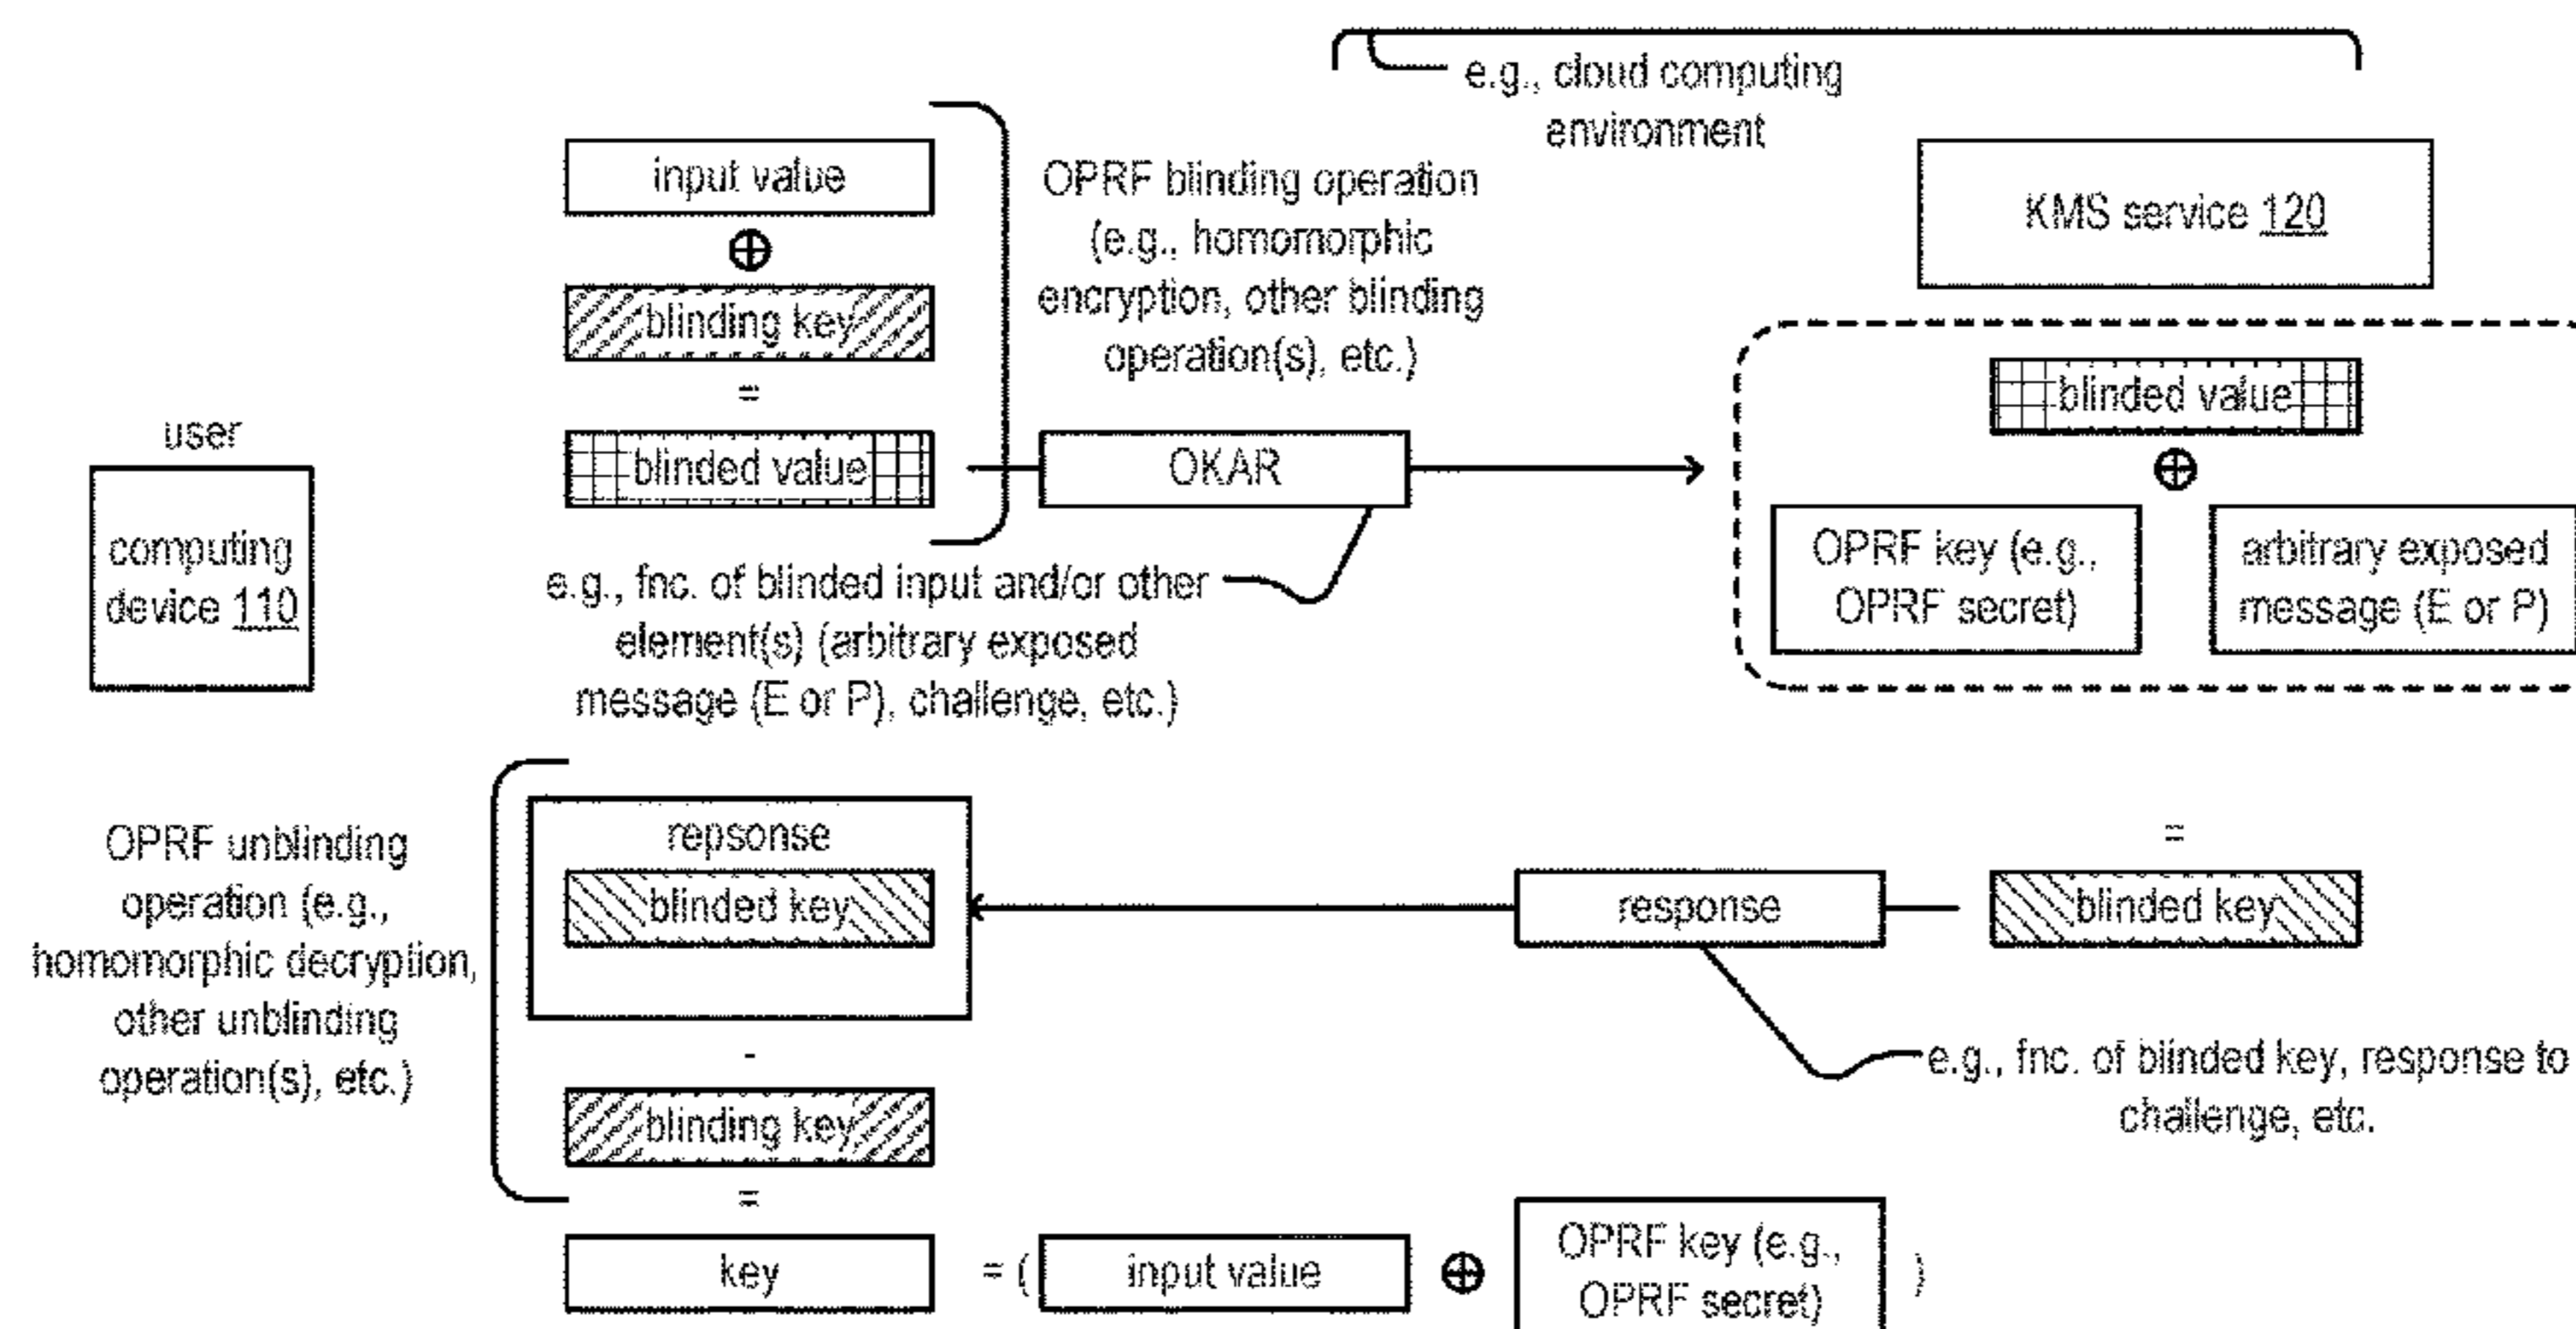 e.g., cloud computing
environment
input value
⊕
blinding key
=
blinded value
OPRF blinding operation
(e.g., homomorphic
encryption, other blinding
operation(s), etc.)
KMS service 120
user
computing
device 110
OKAR
e.g., fnc. of blinded input and/or other
element(s) (arbitrary exposed
message (E or P), challenge, etc.)
blinded value
⊕
OPRF key (e.g.,
OPRF secret)
arbitrary exposed
message (E or P)
=
blinded key
response
e.g., fnc. of blinded key, response to
challenge, etc.
OPRF unblinding
operation (e.g.,
homomorphic decryption,
other unblinding
operation(s), etc.)
repsonse
blinded key
-
blinding key
=
key
= (
input value
⊕
OPRF key (e.g.,
OPRF secret)
)